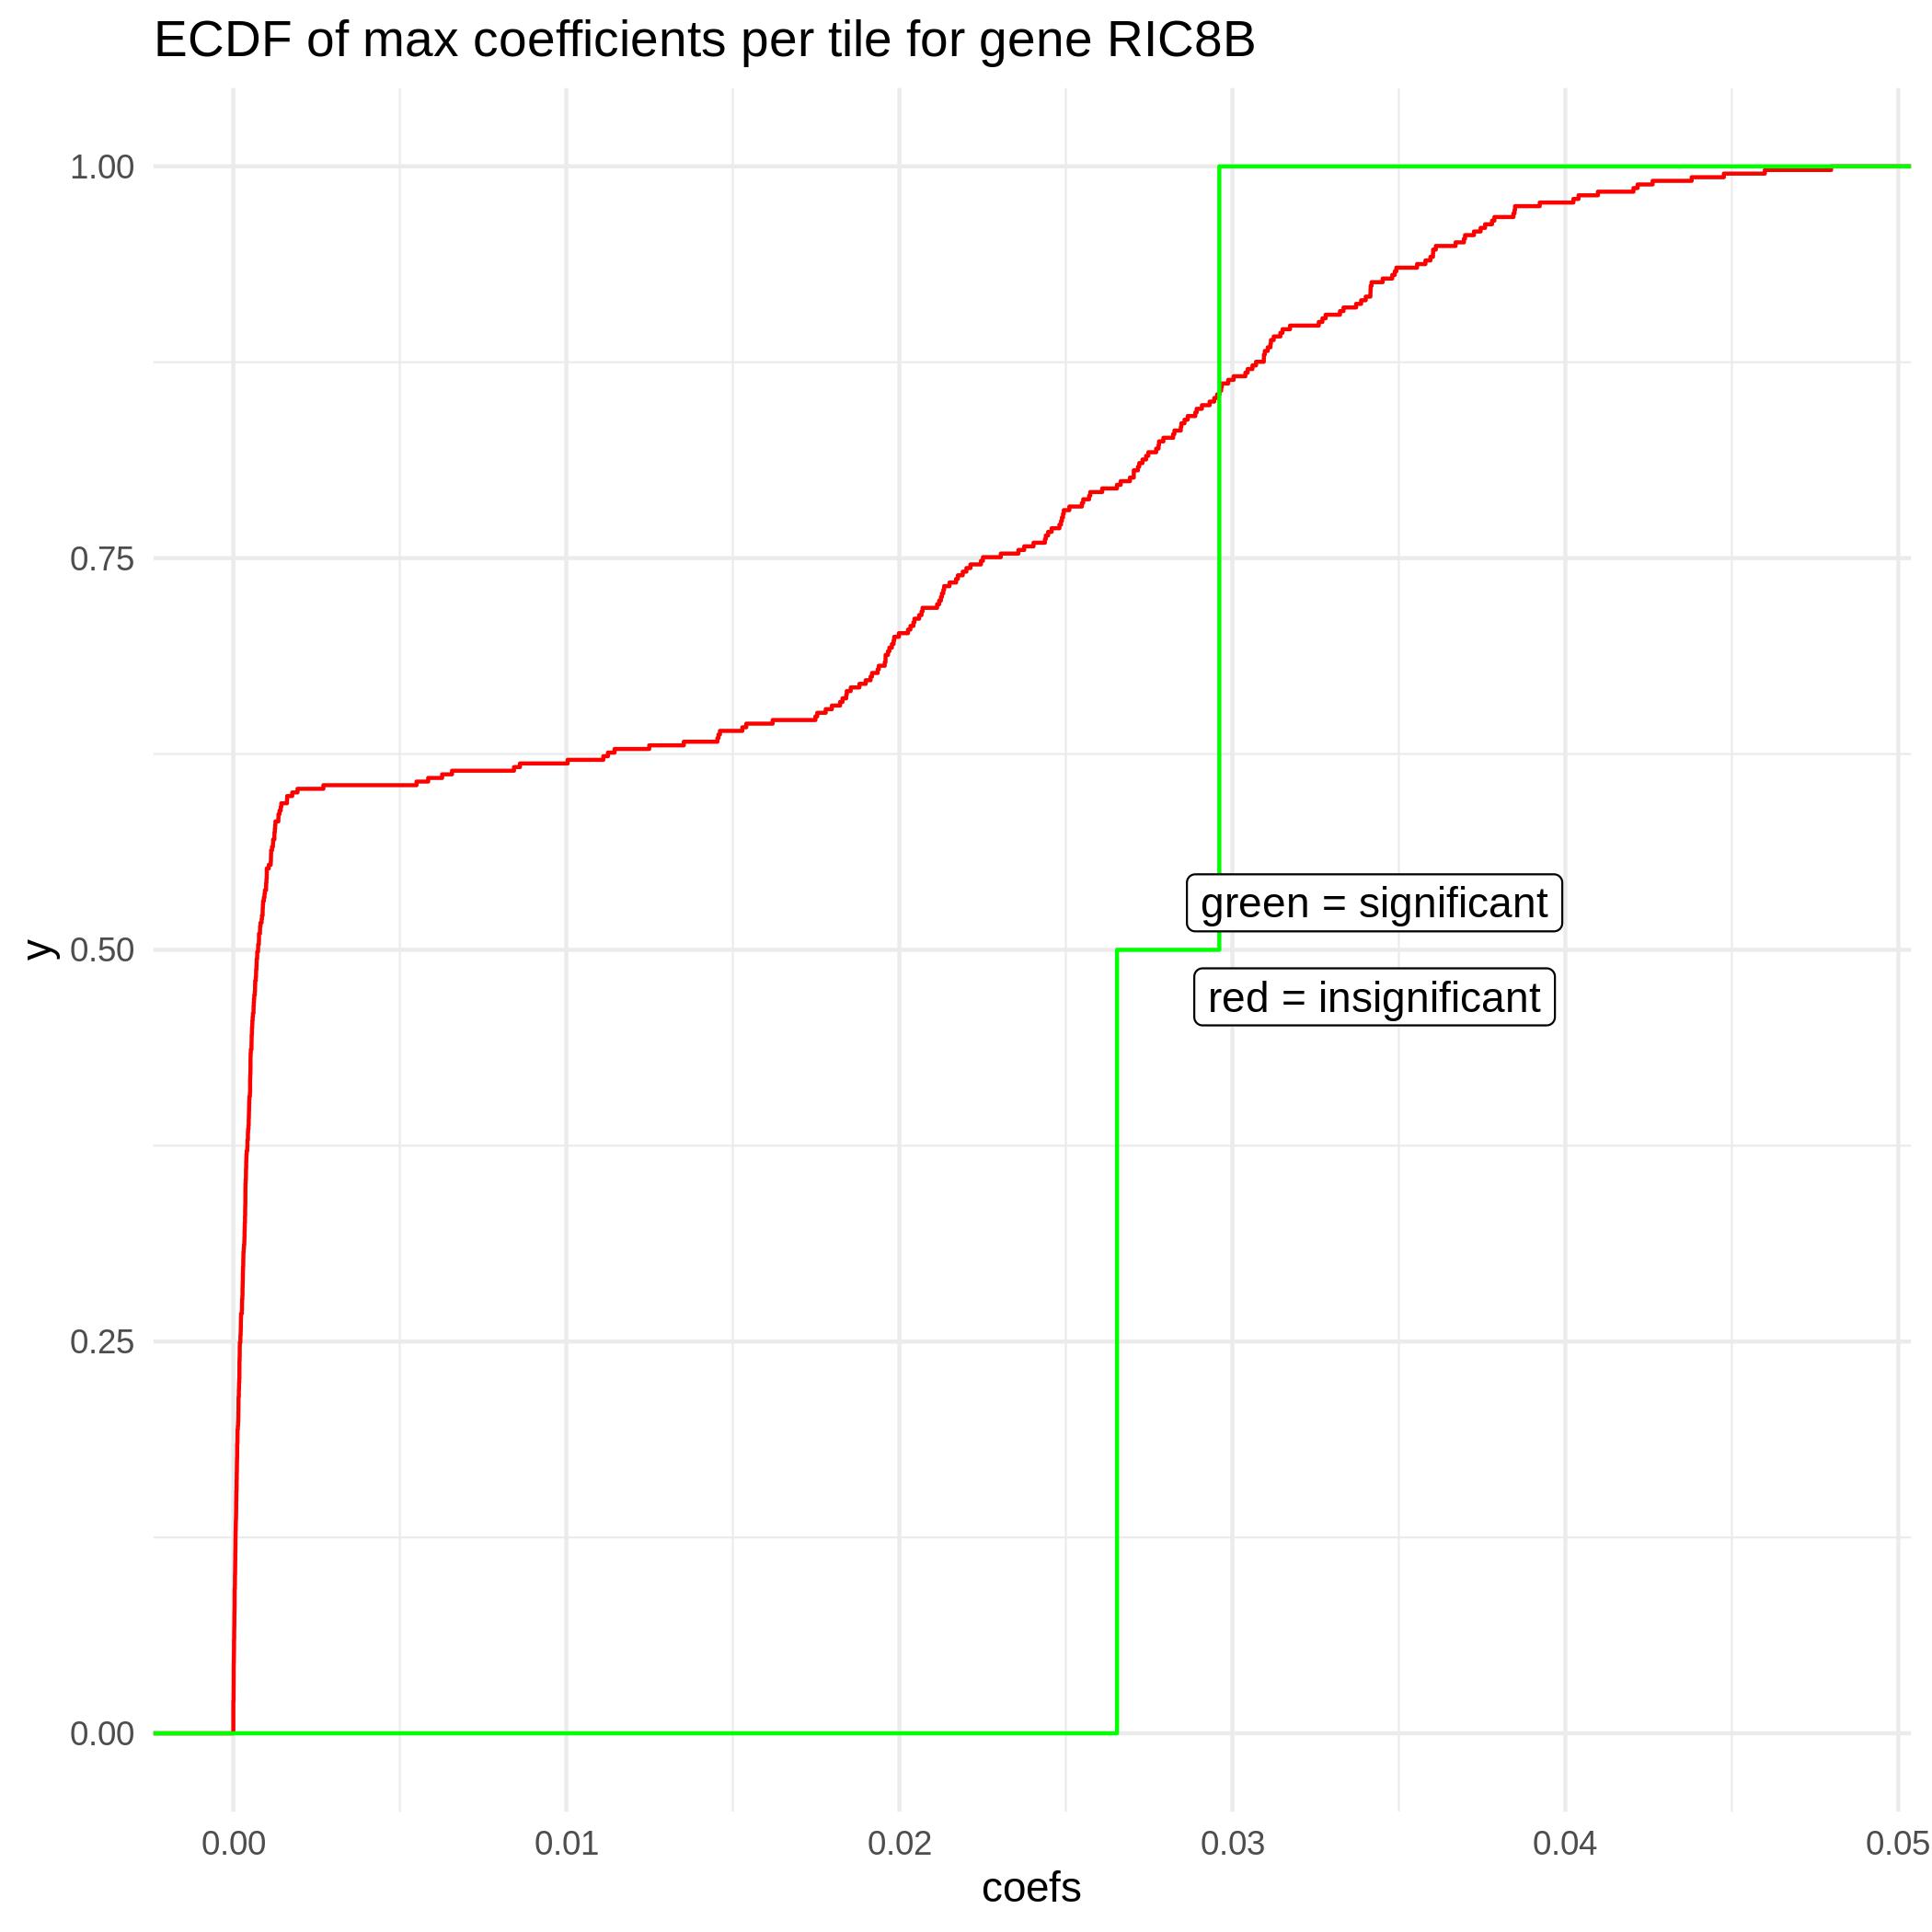 ECDF of max coefficients per tile for gene RIC8B
1.00
0.75
0.50
0.25
0.00
y
green = significant
red = insignificant
0.00 0.01 0.02 0.03 0.04 0.05
coefs